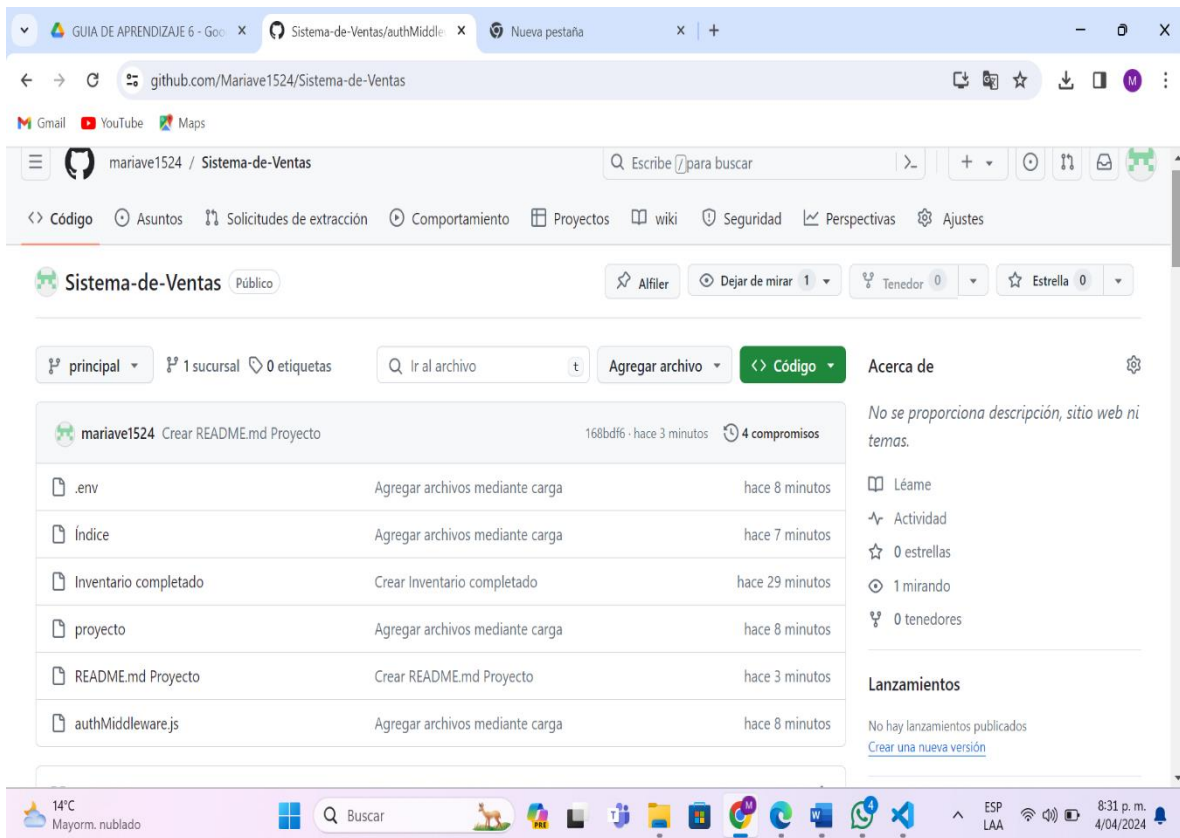 GUIA DE APRENDIZAJE 6 - Goo
Sistema-de-Ventas/authMiddle
Nueva pestaña
github.com/Mariave1524/Sistema-de-Ventas
M
Gmail YouTube Maps
mariave1524 / Sistema-de-Ventas
Escribe / para buscar
Código Asuntos Solicitudes de extracción Comportamiento Proyectos wiki Seguridad Perspectivas Ajustes
Sistema-de-Ventas Público
Alfiler Dejar de mirar 1 Tenedor 0 Estrella 0
principal 1 sucursal 0 etiquetas Ir al archivo t Agregar archivo Código
mariave1524 Crear README.md Proyecto 168bdf6 · hace 3 minutos 4 compromisos
.env Agregar archivos mediante carga hace 8 minutos
Índice Agregar archivos mediante carga hace 7 minutos
Inventario completado Crear Inventario completado hace 29 minutos
proyecto Agregar archivos mediante carga hace 8 minutos
README.md Proyecto Crear README.md Proyecto hace 3 minutos
authMiddleware.js Agregar archivos mediante carga hace 8 minutos
Acerca de
No se proporciona descripción, sitio web ni
temas.
Léame
Actividad
0 estrellas
1 mirando
0 tenedores
Lanzamientos
No hay lanzamientos publicados
Crear una nueva versión
14°C
Mayorm. nublado
Buscar
PRE
M
4
ESP
LAA
8:31 p. m.
4/04/2024